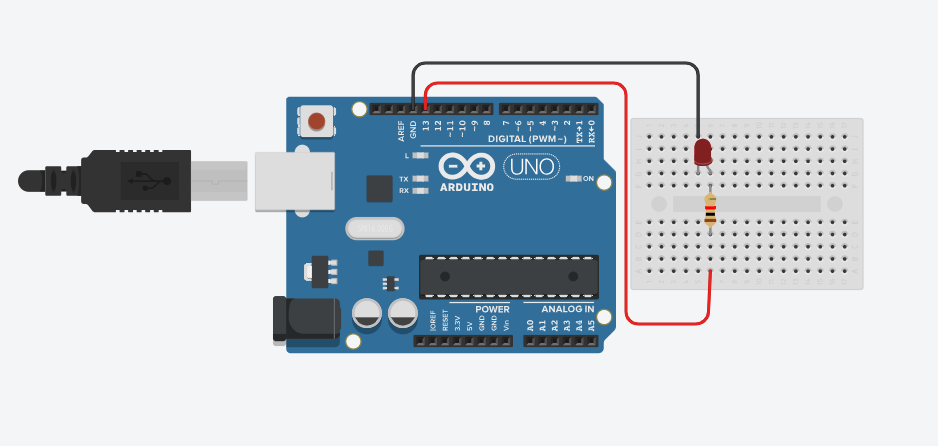 AREF
GND
13
12
~11
~10
~9
8
7
~6
~5
4
~3
2
TX→1
RX←0
DIGITAL (PWM~)
L
TX
RX
ARDUINO
UNO
ON
POWER
ANALOG IN
IOREF
RESET
3.3V
5V
GND
GND
Vin
A0
A1
A2
A3
A4
A5